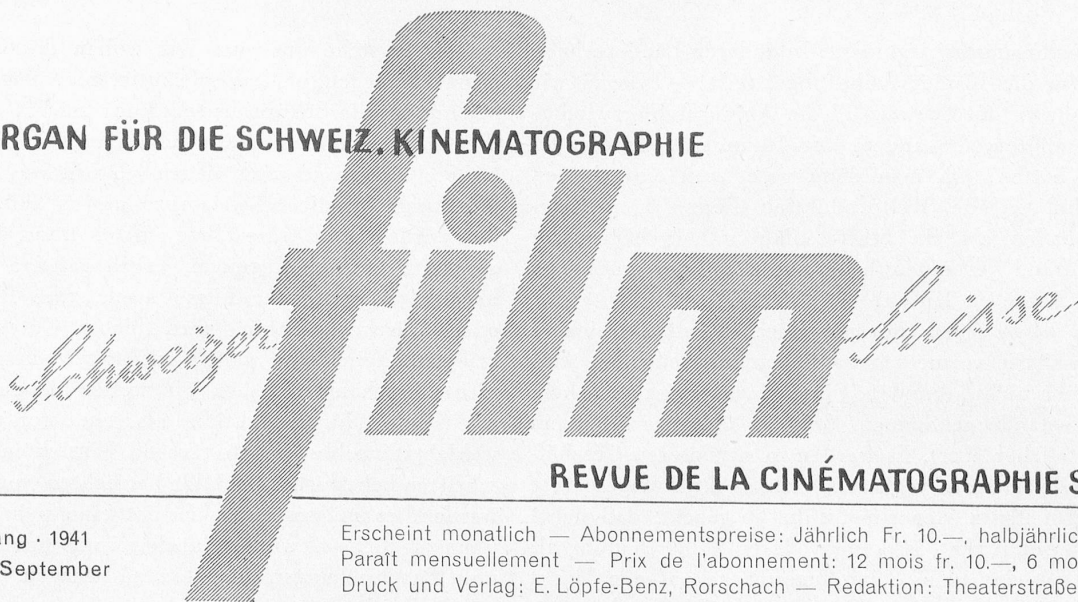 RGAN FÜR DIE SCHWEIZ. KINEMATOGRAPHIE
film
Schweizer
Suisse
REVUE DE LA CINÉMATOGRAPHIE S
ang · 1941
September
Erscheint monatlich — Abonnementspreise: Jährlich Fr. 10.—, halbjährlic
Paraît mensuellement — Prix de l'abonnement: 12 mois fr. 10.—, 6 mo
Druck und Verlag: E. Löpfe-Benz, Rorschach — Redaktion: Theaterstraße